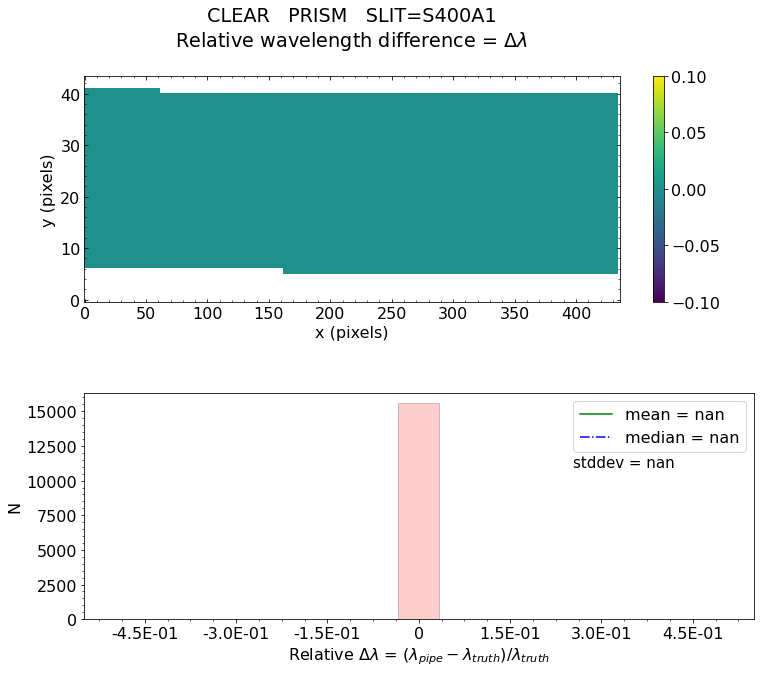 CLEAR PRISM SLIT=S400A1
Relative wavelength difference = Δλ
40
30
20
10
0
y (pixels)
0 50 100 150 200 250 300 350 400
x (pixels)
0.10
0.05
0.00
−0.05
−0.10
15000
12500
10000
7500
5000
2500
0
N
mean = nan
median = nan
stddev = nan
-4.5E-01 -3.0E-01 -1.5E-01 0 1.5E-01 3.0E-01 4.5E-01
Relative Δλ = (λpipe − λtruth)/λtruth